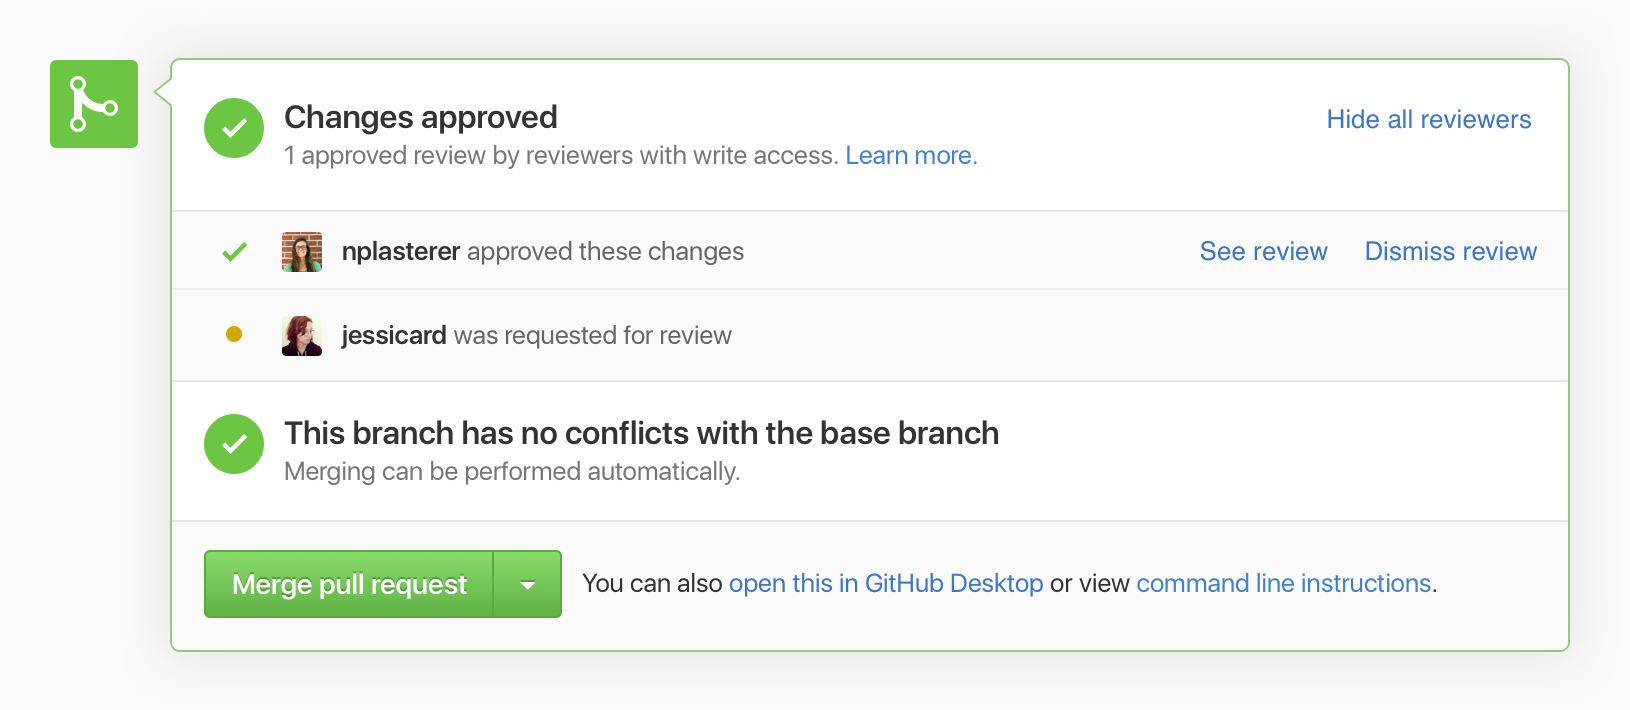 Changes approved
Hide all reviewers
1 approved review by reviewers with write access. Learn more.
nplasterer approved these changes
See review
Dismiss review
jessicard was requested for review
This branch has no conflicts with the base branch
Merging can be performed automatically.
Merge pull request
You can also open this in GitHub Desktop or view command line instructions.